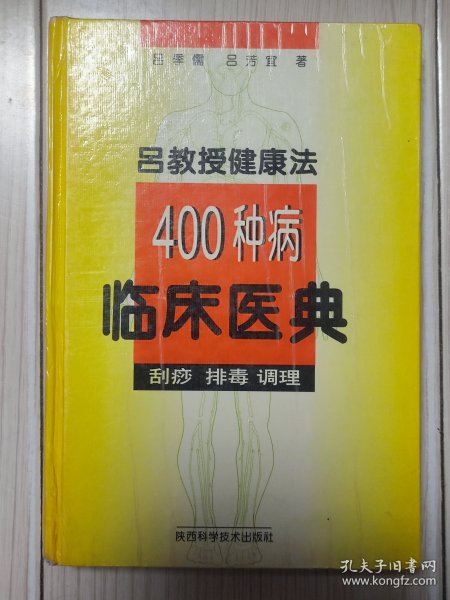 吕季儒 吕芳宜 著
吕教授健康法
400种病
临床医典
刮痧 排毒 调理
陕西科学技术出版社
孔夫子旧书网
www.kongfz.com